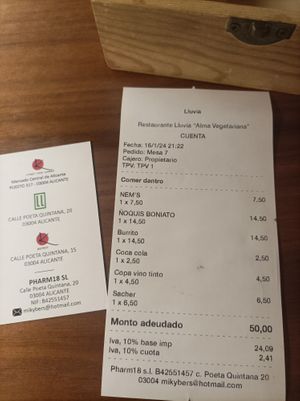 Mercado Central de Alicante
03004 ALICANTE
LL
CALLE POETA QUINTANA, 20
03004 ALICANTE
CALLE POETA QUINTANA, 15
03004 ALICANTE
PHARM18 SL
Calle Poeta Quintana, 20
03004 ALICANTE
NIF: B42551457
mikybers@hotmail.com
Lluvia
Restaurante Lluvia "Alma Vegetariana"
CUENTA
Fecha: 16/1/24 21:22
Pedido: Mesa 7
Cajero: Propietario
TPV: TPV 1
Comer dentro
NEM'S
1 x 7,50 7,50
ÑOQUIS BONIATO
1 x 14,50 14,50
Burrito
1 x 14,50 14,50
Coca cola
1 x 2,50 2,50
Copa vino tinto
1 x 4,50 4,50
Sacher
1 x 6,50 6,50
Monto adeudado 50,00
Iva, 10% base imp 24,09
Iva, 10% cuota 2,41
Pharm18 s.l. B42551457 c. Poeta Quintana 20
03004 mikybers@hotmail.com